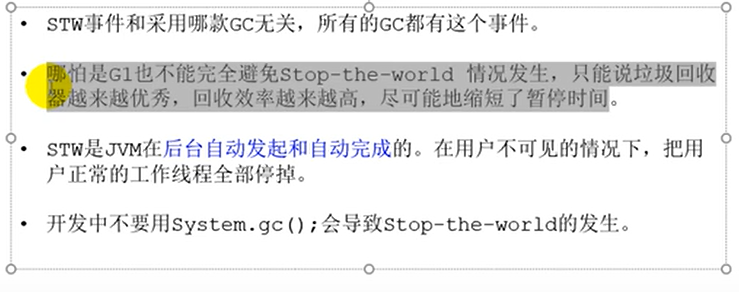 • STW事件和采用哪款GC无关，所有的GC都有这个事件。
• 哪怕是G1也不能完全避免Stop-the-world 情况发生，只能说垃圾回收
器越来越优秀，回收效率越来越高，尽可能地缩短了暂停时间。
• STW是JVM在后台自动发起和自动完成的。在用户不可见的情况下，把用
户正常的工作线程全部停掉。
• 开发中不要用System.gc();会导致Stop-the-world的发生。